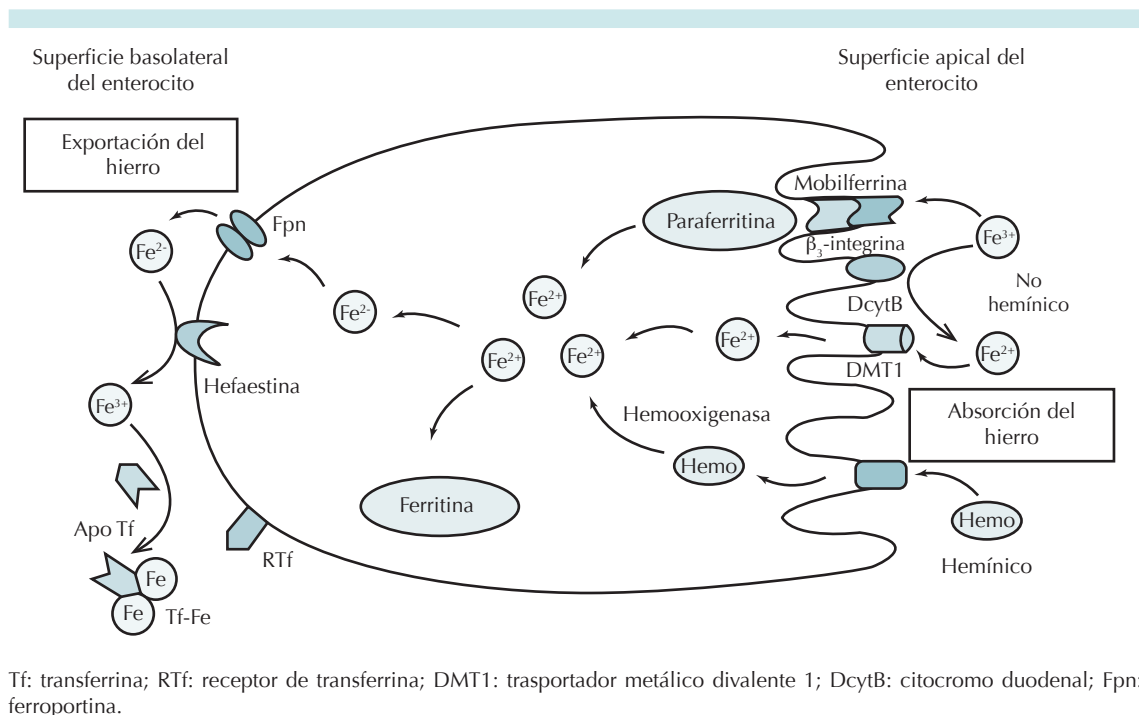 Superficie basolateral
del enterocito
Superficie apical del
enterocito
Exportación del
hierro
Fpn
Fe2-
Fe2-
Hefaestina
Fe3+
Apo Tf
Fe
Fe
Tf-Fe
RTf
Paraferritina
Mobilferrina
β3-integrina
Fe3+
No
hemínico
DcytB
Fe2+
Fe2+
Fe2+
Fe2+
Fe2+
DMT1
Absorción del
hierro
Hemooxigenasa
Hemo
Hemo
Hemínico
Ferritina
Tf: transferrina; RTf: receptor de transferrina; DMT1: trasportador metálico divalente 1; DcytB: citocromo duodenal; Fpn:
ferroportina.